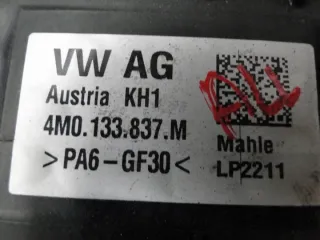 VW AG
Austria KH1
4M0.133.837.M
Mahle
>PA6-GF30<
LP2211